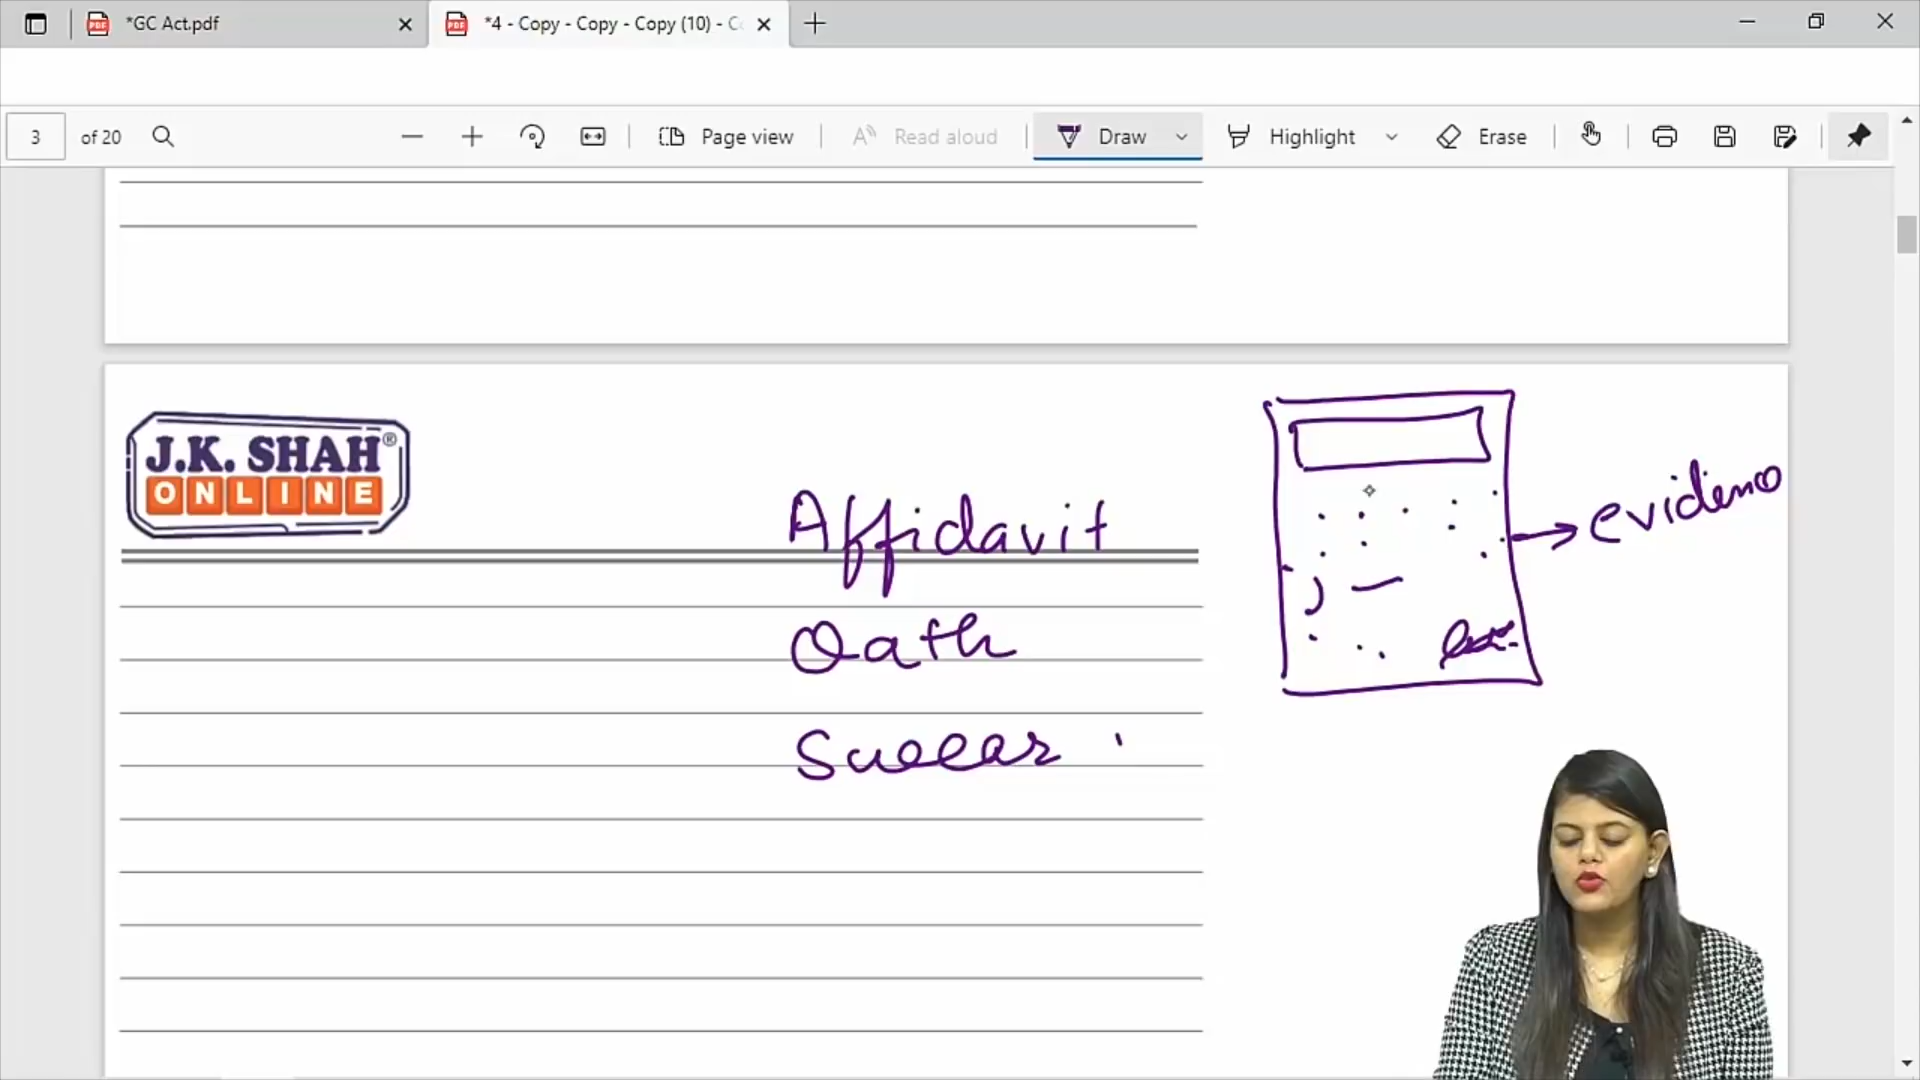 *GC Act.pdf
*4 - Copy - Copy - Copy (10) - C
3 of 20 Page view Read aloud Draw Highlight Erase
J.K. SHAH®
ONLINE
Affidavit
Oath
Swear
evidence